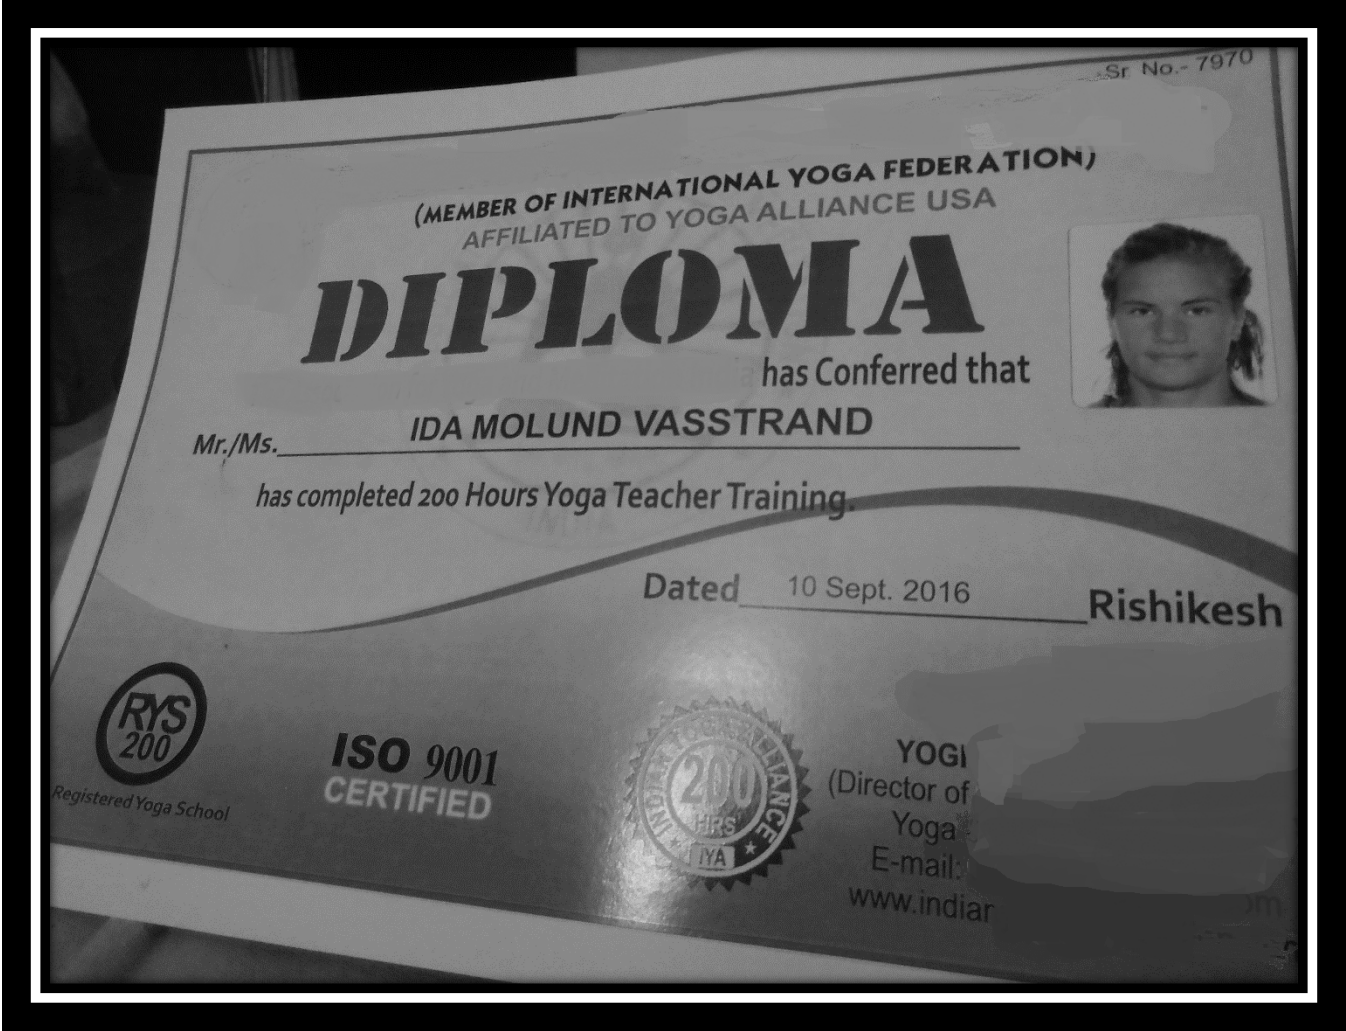 Sr. No.- 7970
(MEMBER OF INTERNATIONAL YOGA FEDERATION)
AFFILIATED TO YOGA ALLIANCE USA
DIPLOMA
has Conferred that
Mr./Ms. IDA MOLUND VASSTRAND
has completed 200 Hours Yoga Teacher Training.
Dated 10 Sept. 2016 Rishikesh
RYS
200
Registered Yoga School
ISO 9001
CERTIFIED
INDIAN YOGA ALLIANCE
200
HRS
IYA
YOGI
(Director of
Yoga
E-mail:
www.indian